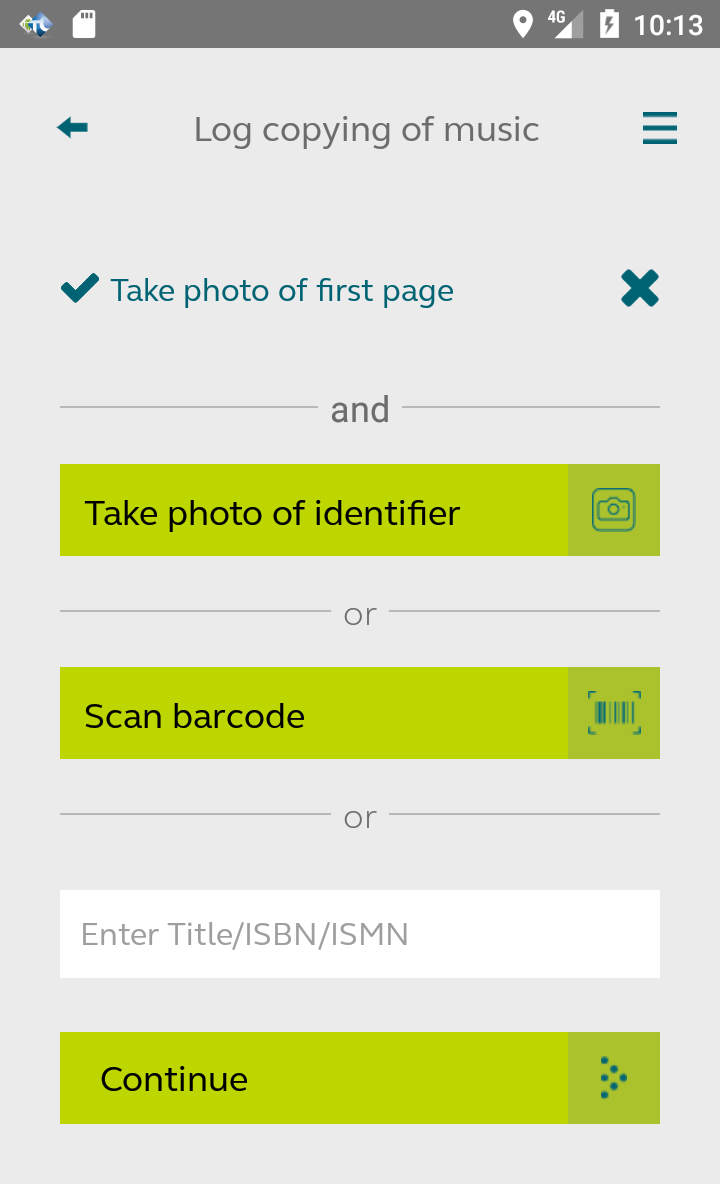 4G 10:13
Log copying of music
Take photo of first page
and
Take photo of identifier
or
Scan barcode
or
Enter Title/ISBN/ISMN
Continue